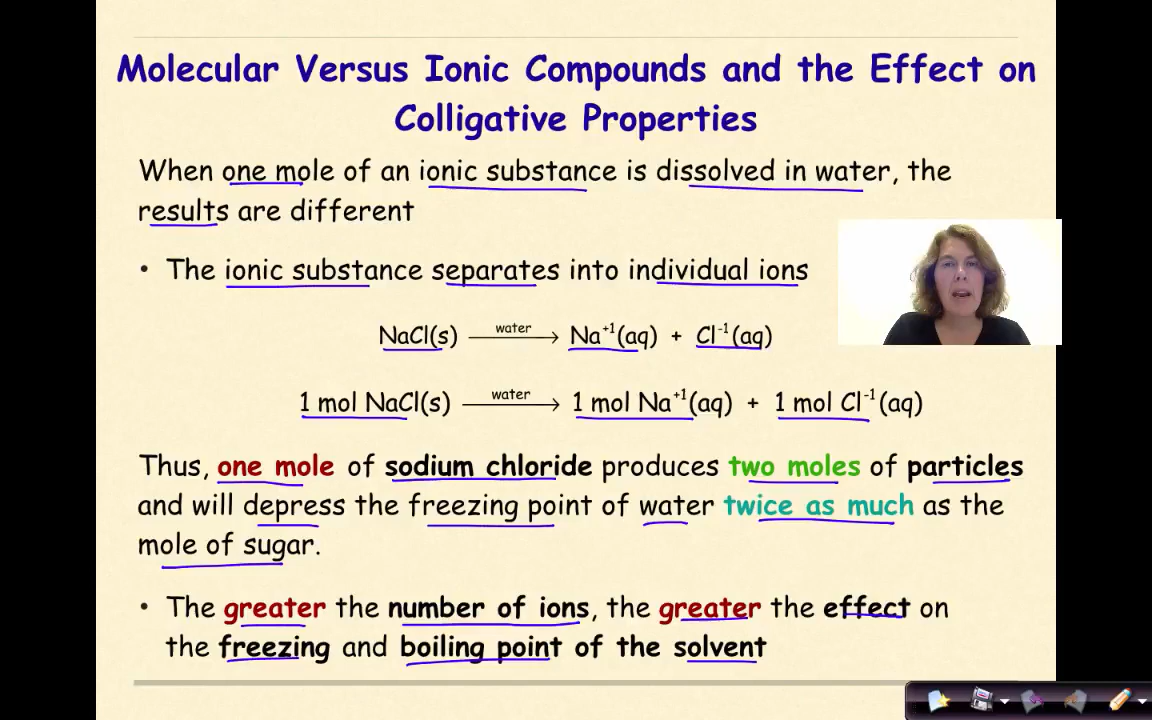 Molecular Versus Ionic Compounds and the Effect on
Colligative Properties
When one mole of an ionic substance is dissolved in water, the
results are different
• The ionic substance separates into individual ions
NaCl(s) water→ Na⁺¹(aq) + Cl⁻¹(aq)
1 mol NaCl(s) water→ 1 mol Na⁺¹(aq) + 1 mol Cl⁻¹(aq)
Thus, one mole of sodium chloride produces two moles of particles
and will depress the freezing point of water twice as much as the
mole of sugar.
• The greater the number of ions, the greater the effect on
the freezing and boiling point of the solvent